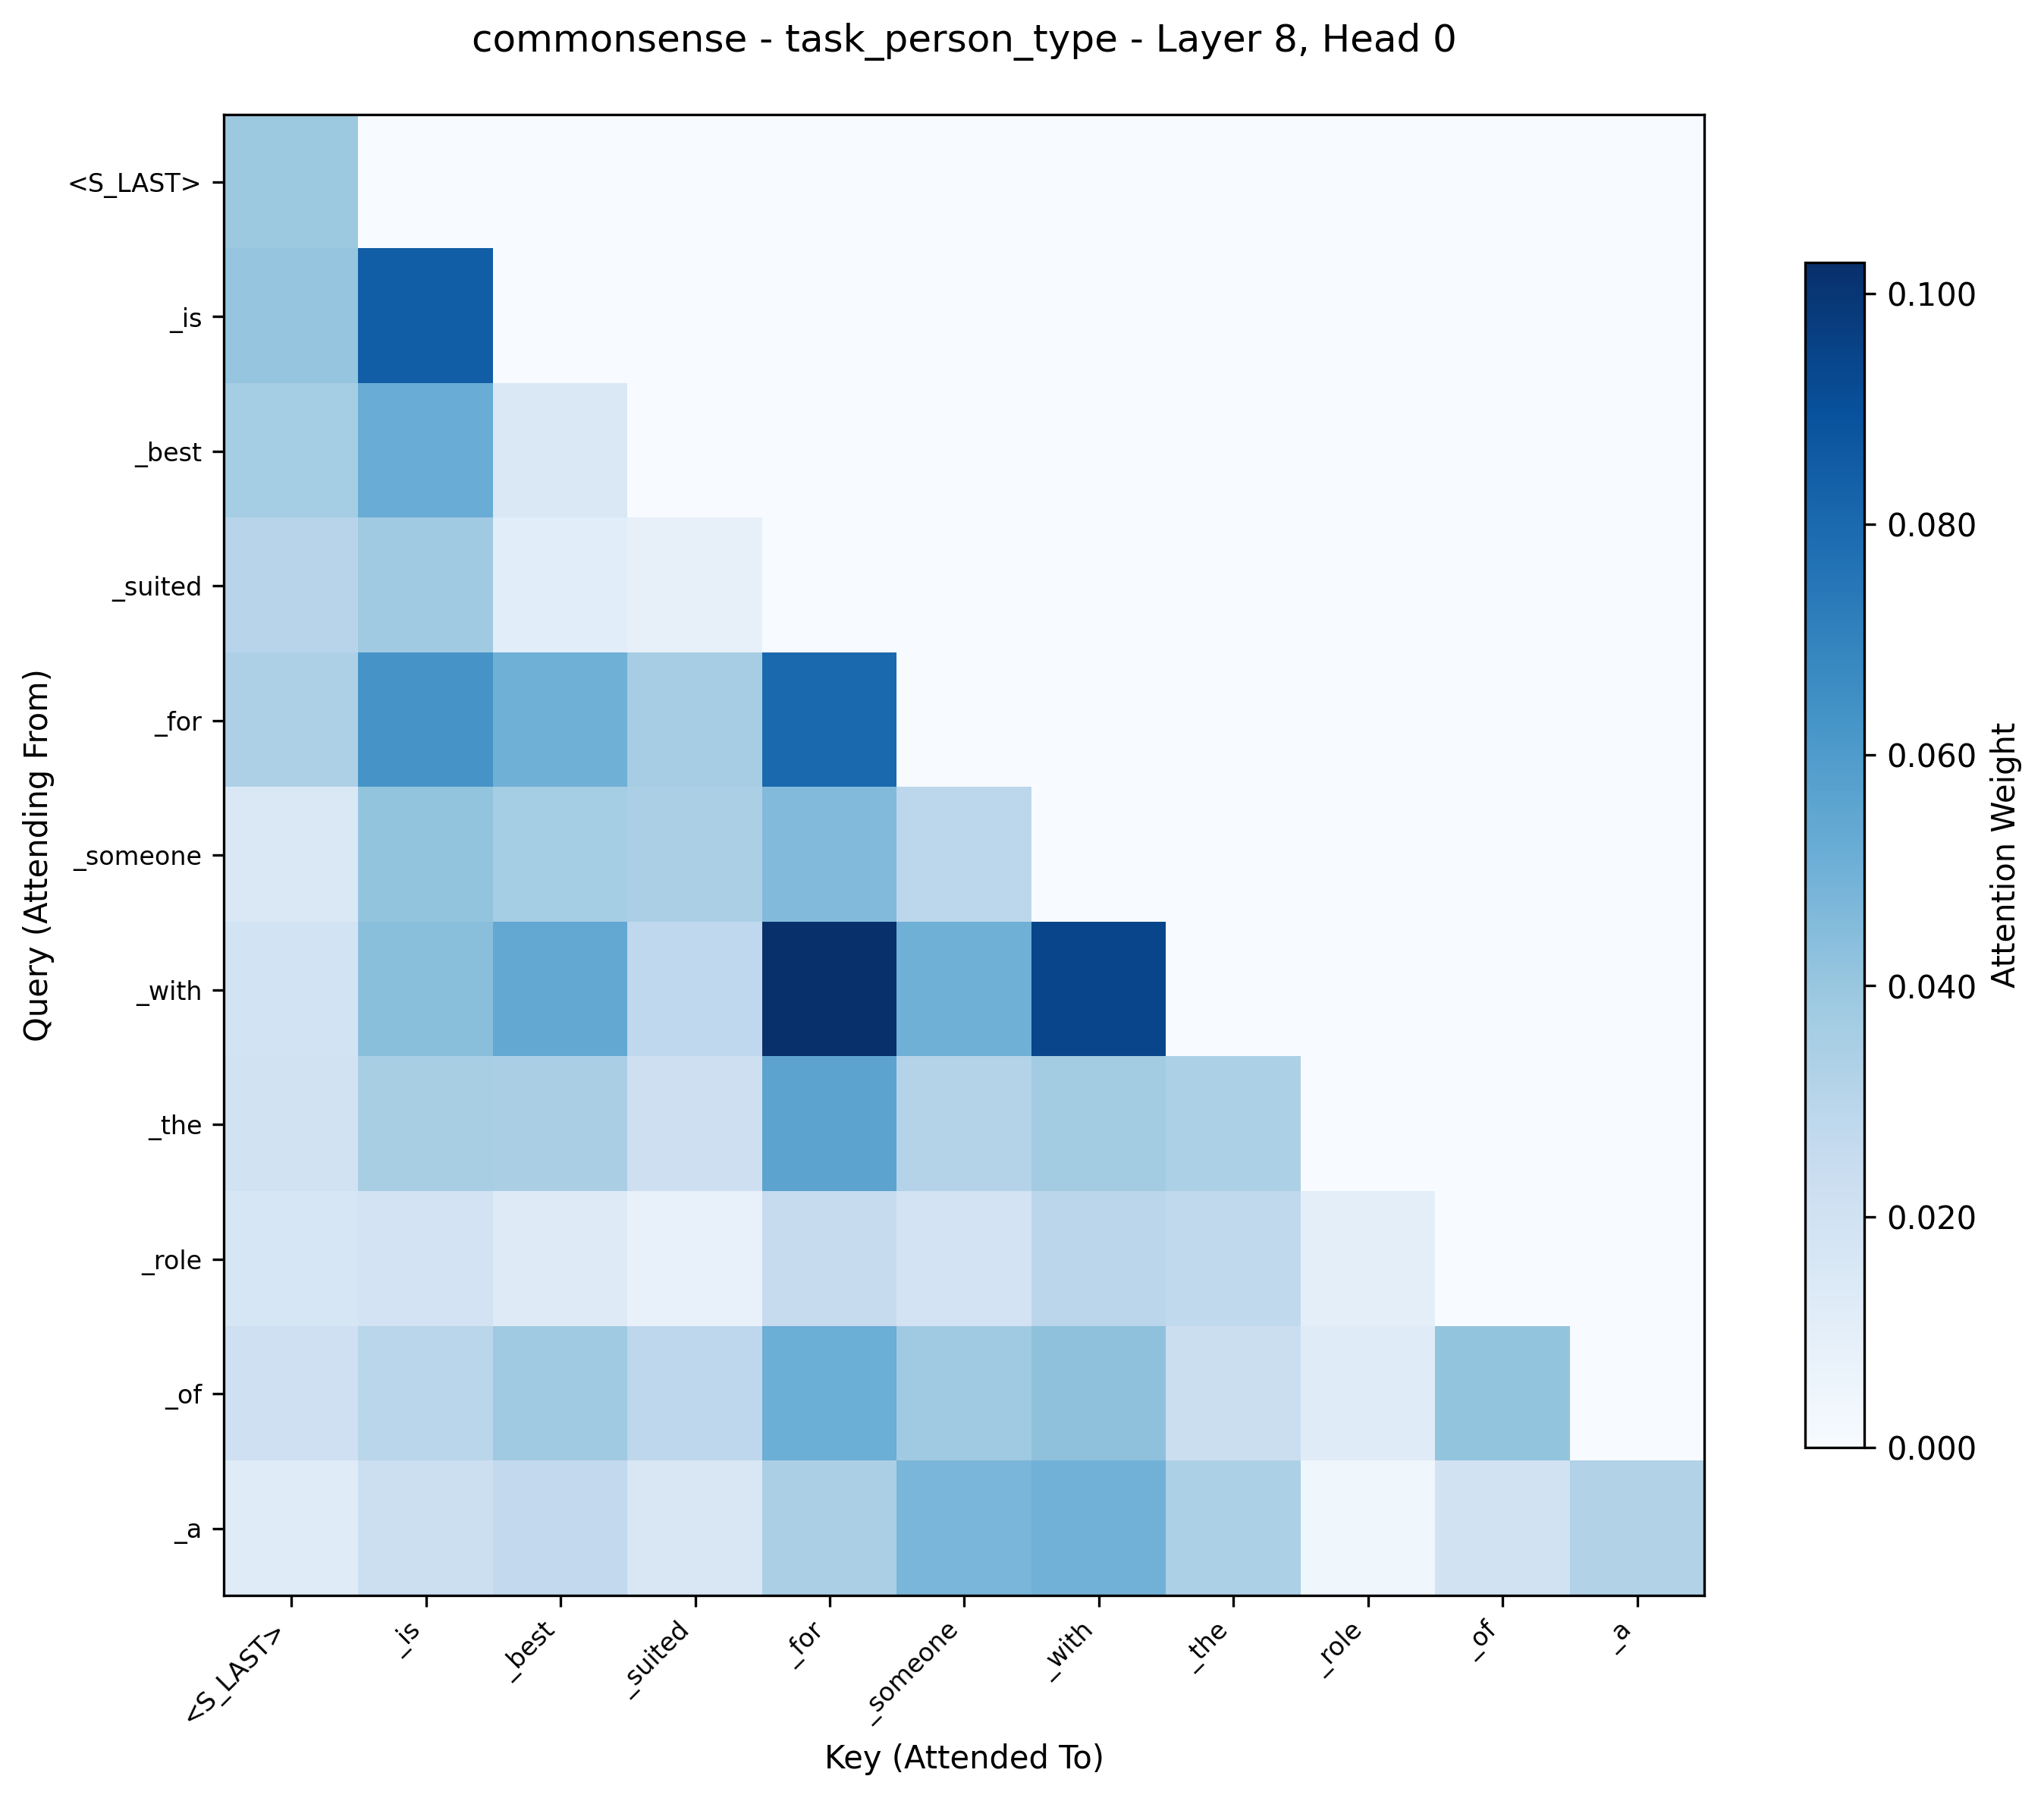 commonsense - task_person_type - Layer 8, Head 0
Query (Attending From)
<S_LAST>
_is
_best
_suited
_for
_someone
_with
_the
_role
_of
_a
<S_LAST>
_is
_best
_suited
_for
_someone
_with
_the
_role
_of
_a
Key (Attended To)
0.100
0.080
0.060
0.040
0.020
0.000
Attention Weight